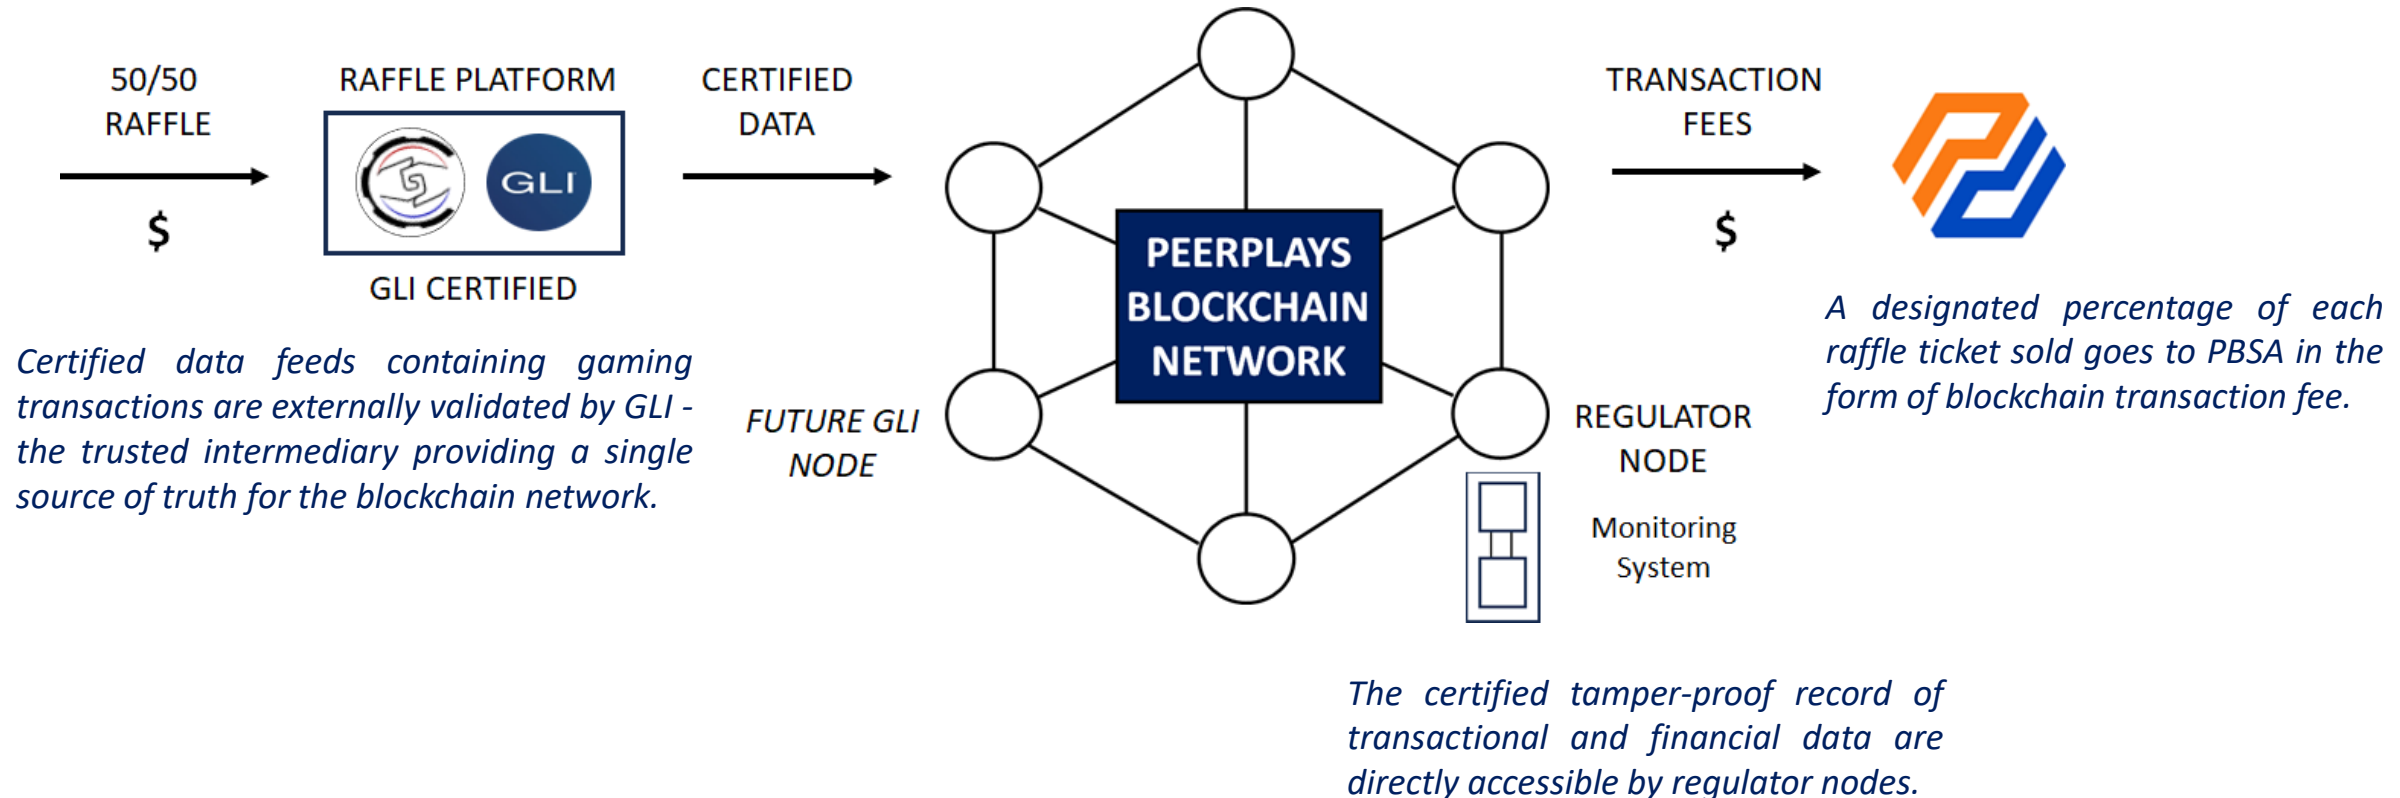 50/50
RAFFLE
$
RAFFLE PLATFORM
GLI
GLI CERTIFIED
Certified data feeds containing gaming
transactions are externally validated by GLI -
the trusted intermediary providing a single
source of truth for the blockchain network.
CERTIFIED
DATA
PEERPLAYS
BLOCKCHAIN
NETWORK
FUTURE GLI
NODE
REGULATOR
NODE
Monitoring
System
The certified tamper-proof record of
transactional and financial data are
directly accessible by regulator nodes.
TRANSACTION
FEES
$
A designated percentage of each
raffle ticket sold goes to PBSA in the
form of blockchain transaction fee.